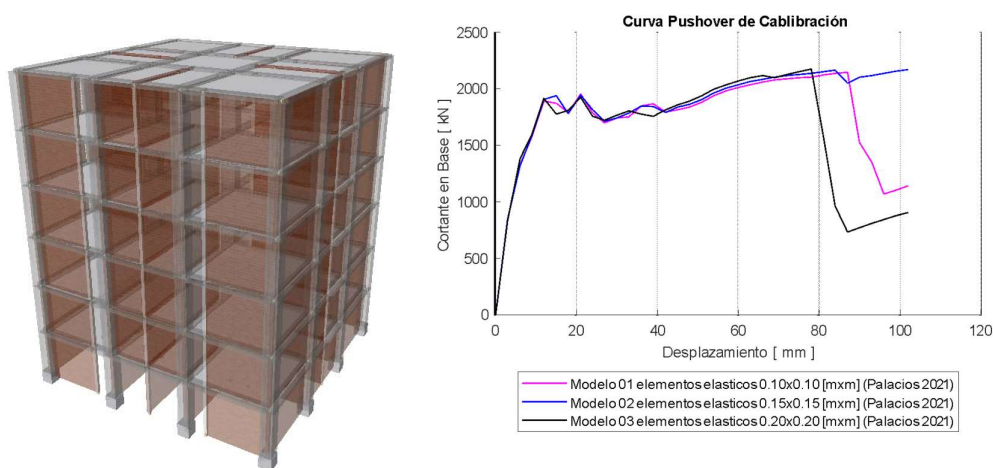 Curva Pushover de Cablibración
2500
2000
1500
1000
500
0
Cortante en Base [ kN ]
0 20 40 60 80 100 120
Desplazamiento [ mm ]
Modelo 01 elementos elasticos 0.10x0.10 [mxm] (Palacios 2021)
Modelo 02 elementos elasticos 0.15x0.15 [mxm] (Palacios 2021)
Modelo 03 elementos elasticos 0.20x0.20 [mxm] (Palacios 2021)